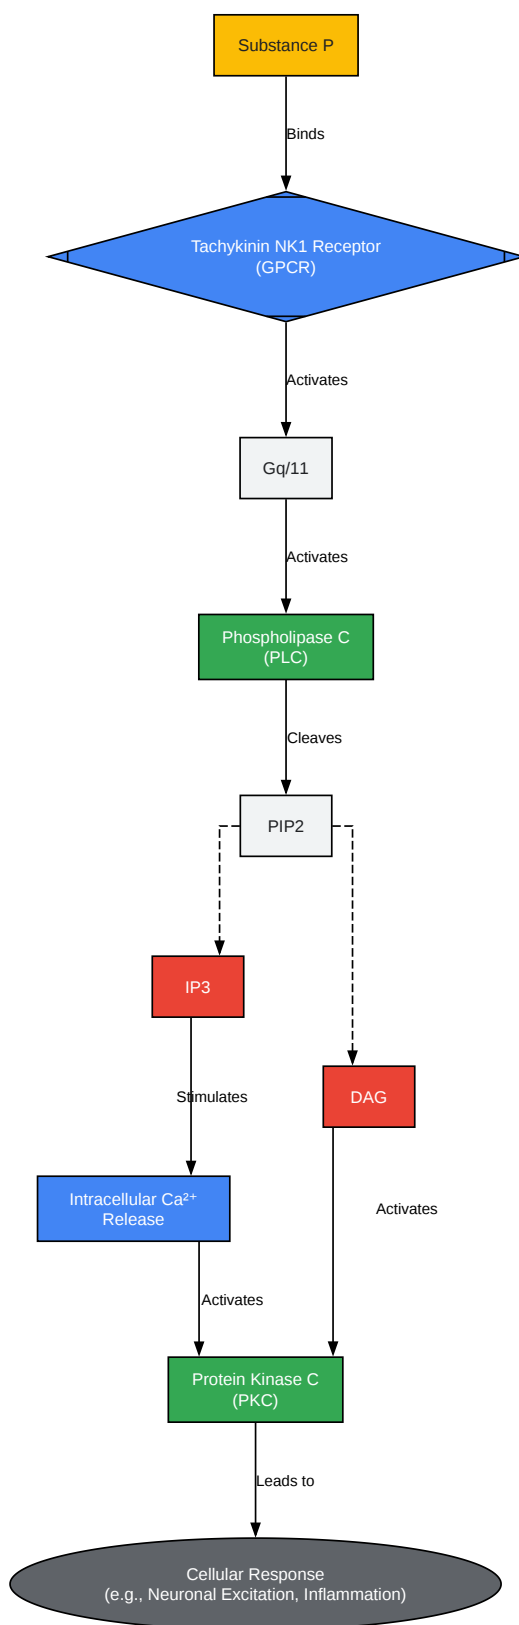 Substance P
Binds
Tachykinin NK1 Receptor
(GPCR)
Activates
Gq/11
Activates
Phospholipase C
(PLC)
Cleaves
PIP2
IP3
Stimulates
DAG
Intracellular Ca²⁺
Release
Activates
Activates
Protein Kinase C
(PKC)
Leads to
Cellular Response
(e.g., Neuronal Excitation, Inflammation)